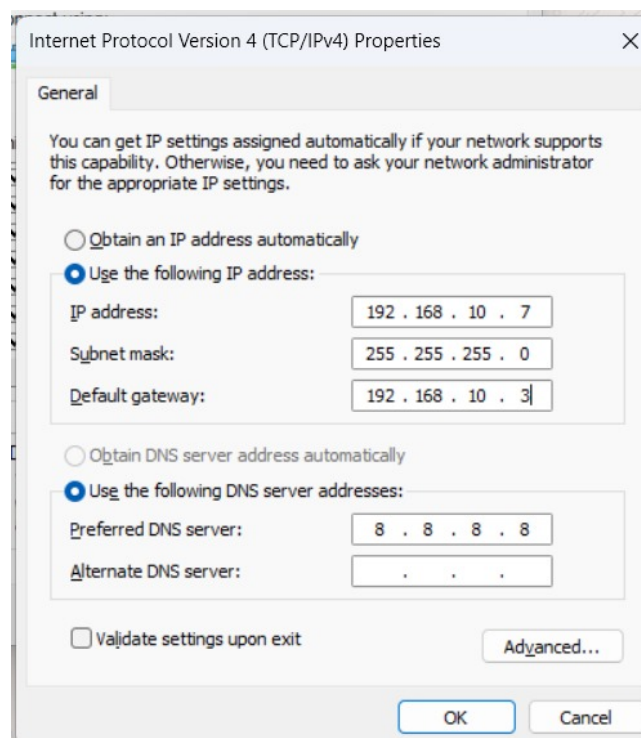 Internet Protocol Version 4 (TCP/IPv4) Properties
General
You can get IP settings assigned automatically if your network supports
this capability. Otherwise, you need to ask your network administrator
for the appropriate IP settings.
Obtain an IP address automatically
Use the following IP address:
IP address: 192 . 168 . 10 . 7
Subnet mask: 255 . 255 . 255 . 0
Default gateway: 192 . 168 . 10 . 3
Obtain DNS server address automatically
Use the following DNS server addresses:
Preferred DNS server: 8 . 8 . 8 . 8
Alternate DNS server: . . .
Validate settings upon exit
Advanced...
OK Cancel